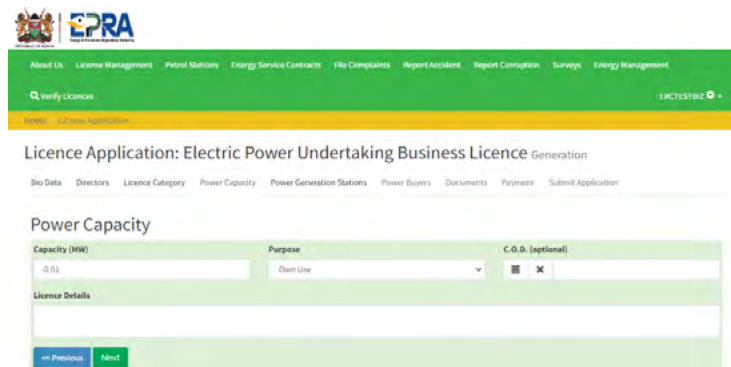 EPRA
About Us License Management Petrol Stations Energy Service Contracts File Complaints Report Accident Report Corruption Surveys Energy Management
Verify Licences ERCTESTBIZ
Home License Application
Licence Application: Electric Power Undertaking Business Licence Generation
Bio Data Directors Licence Category Power Capacity Power Generation Stations Power Buyers Documents Payment Submit Application
Power Capacity
Capacity (MW) Purpose C.O.D. (optional)
-0.01 Own Use
Licence Details
<< Previous Next